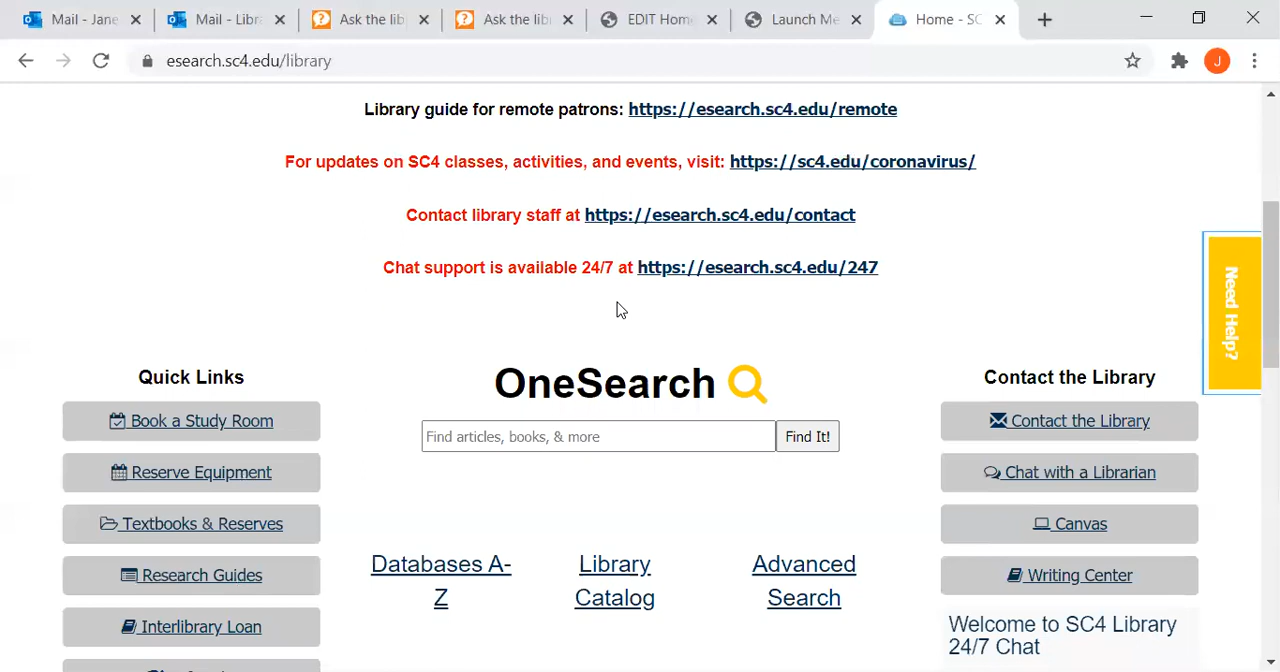 Mail - Jane
Mail - Libr
Ask the lib
Ask the lib
EDIT Hom
Launch Me
Home - SC
esearch.sc4.edu/library
J
Library guide for remote patrons: https://esearch.sc4.edu/remote
For updates on SC4 classes, activities, and events, visit: https://sc4.edu/coronavirus/
Contact library staff at https://esearch.sc4.edu/contact
Chat support is available 24/7 at https://esearch.sc4.edu/247
Need Help?
Quick Links
Book a Study Room
Reserve Equipment
Textbooks & Reserves
Research Guides
Interlibrary Loan
OneSearch
Find articles, books, & more
Find It!
Databases A-
Z
Library
Catalog
Advanced
Search
Contact the Library
Contact the Library
Chat with a Librarian
Canvas
Writing Center
Welcome to SC4 Library
24/7 Chat